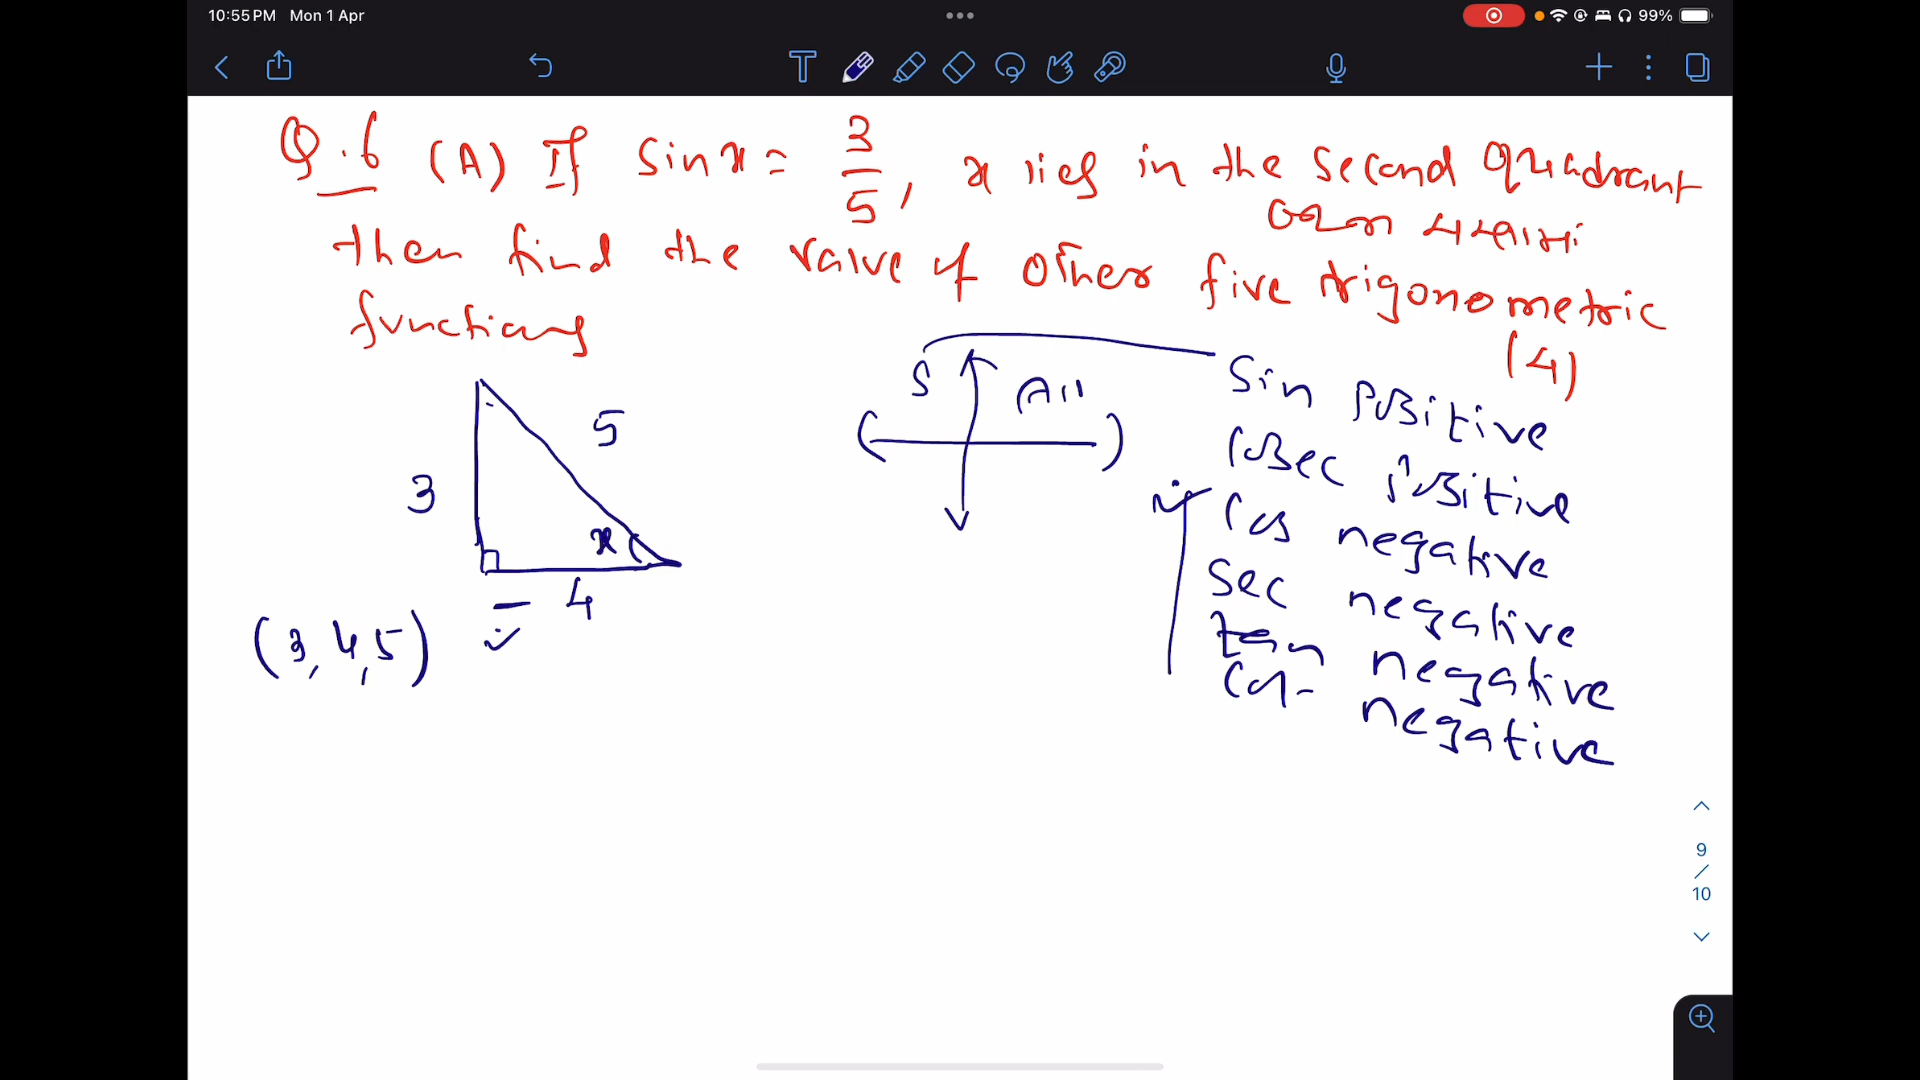 10:55 PM Mon 1 Apr
99%
Q.6 (A) If sin x = 3/5, x lies in the second quadrant
then find the value of other five trigonometric
functions
(4)
S All
sin positive
cosec positive
cos negative
sec negative
tan negative
cot negative
5
3
x
4
(3,4,5)
9
/
10